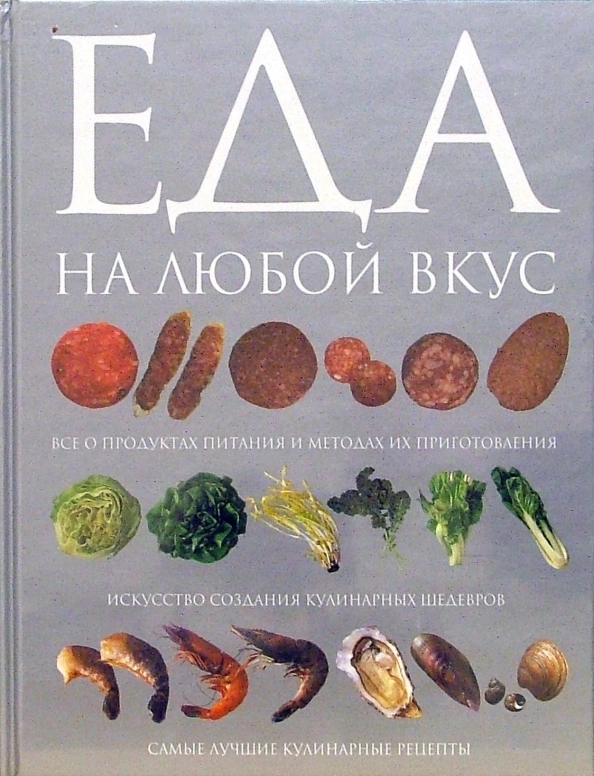 ЕДА
НА ЛЮБОЙ ВКУС
ВСЕ О ПРОДУКТАХ ПИТАНИЯ И МЕТОДАХ ИХ ПРИГОТОВЛЕНИЯ
ИСКУССТВО СОЗДАНИЯ КУЛИНАРНЫХ ШЕДЕВРОВ
САМЫЕ ЛУЧШИЕ КУЛИНАРНЫЕ РЕЦЕПТЫ